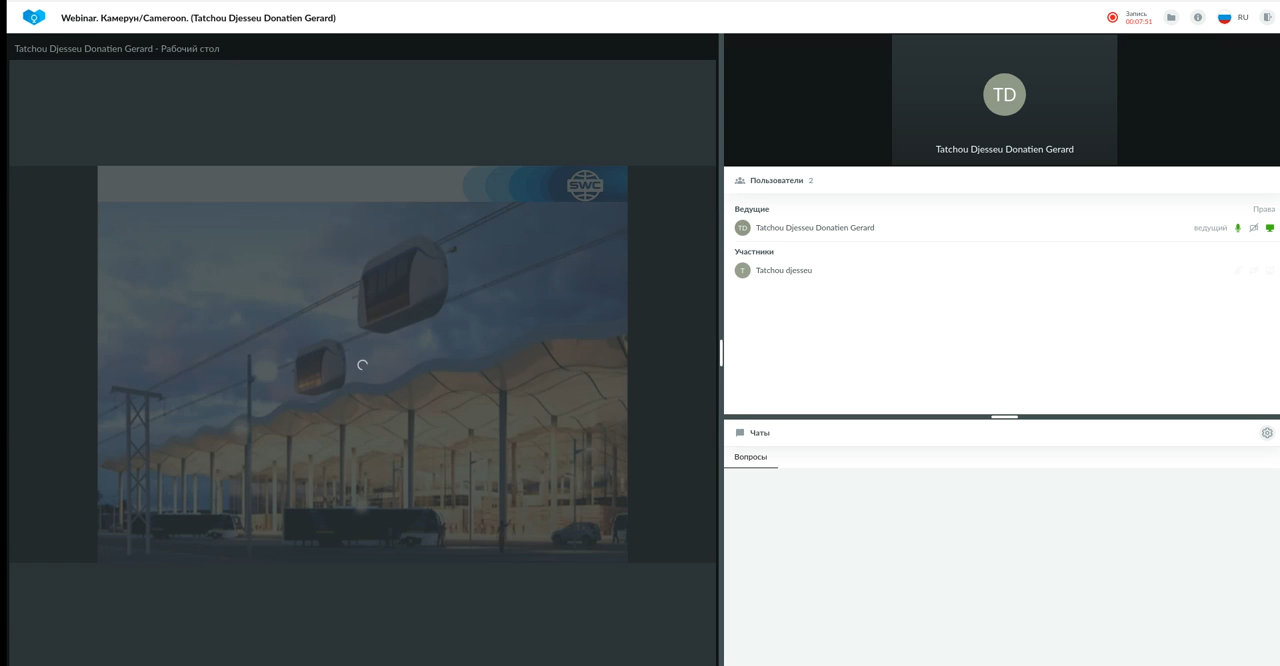 Webinar. Камерун/Cameroon. (Tatchou Djesseu Donatien Gerard)
Запись
00:07:51
RU
Tatchou Djesseu Donatien Gerard - Рабочий стол
SWC
TD
Tatchou Djesseu Donatien Gerard
Пользователи 2
Ведущие Права
TD Tatchou Djesseu Donatien Gerard ведущий
Участники
T Tatchou djesseu
Чаты
Вопросы